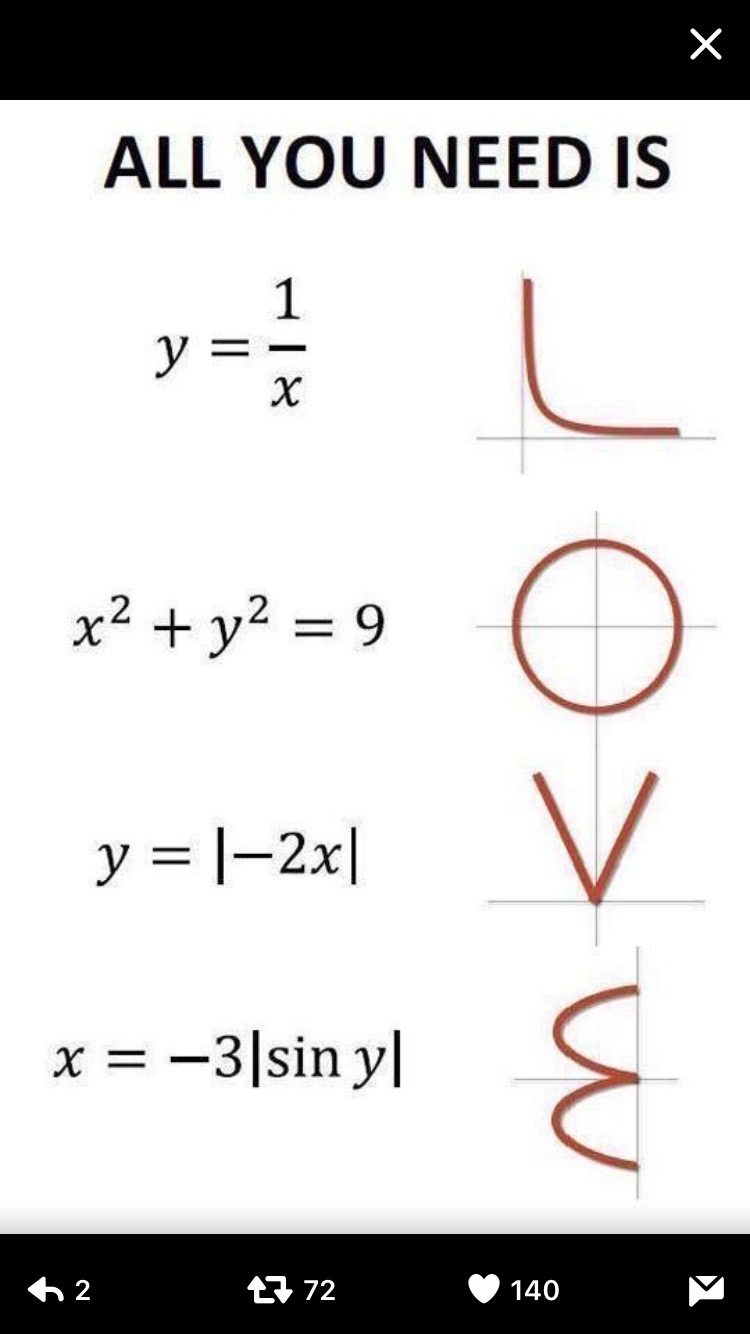 ALL YOU NEED IS
y = 1/x
x² + y² = 9
y = |−2x|
x = −3|sin y|
2 72 140